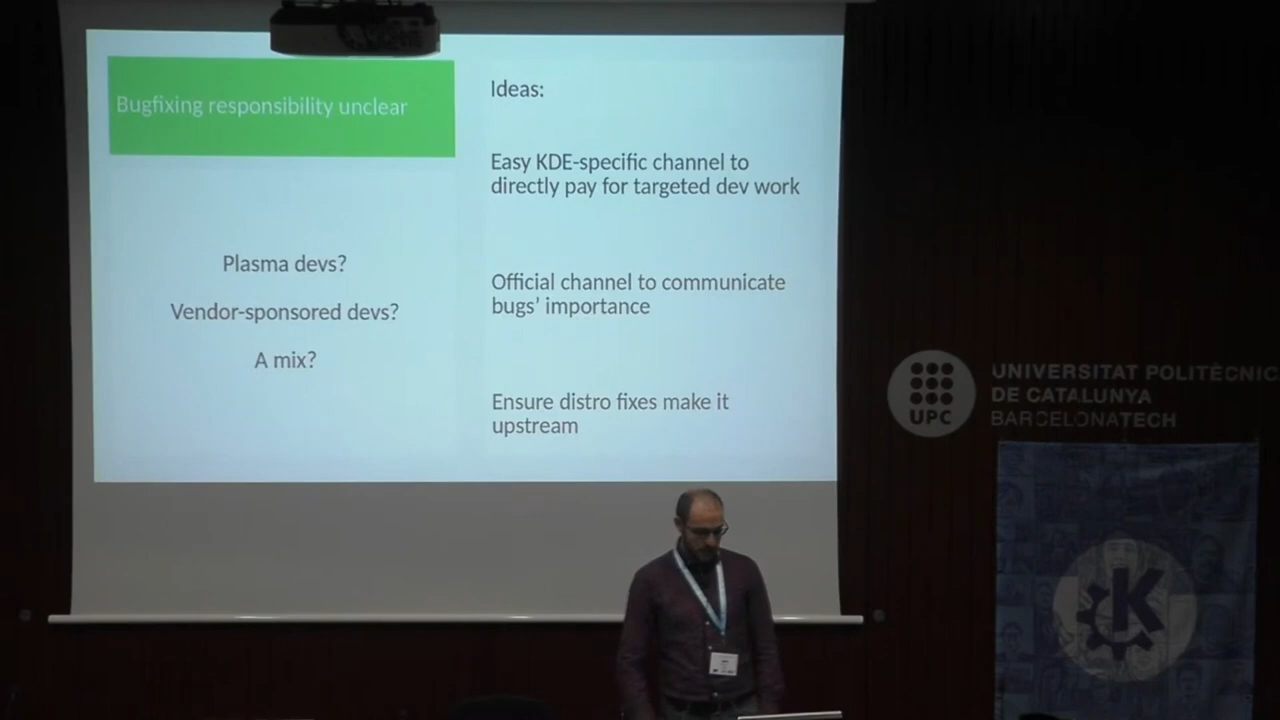 Bugfixing responsibility unclear
Plasma devs?
Vendor-sponsored devs?
A mix?
Ideas:
Easy KDE-specific channel to
directly pay for targeted dev work
Official channel to communicate
bugs' importance
Ensure distro fixes make it
upstream
UPC
UNIVERSITAT POLITÈCNIC
DE CATALUNYA
BARCELONATECH
K